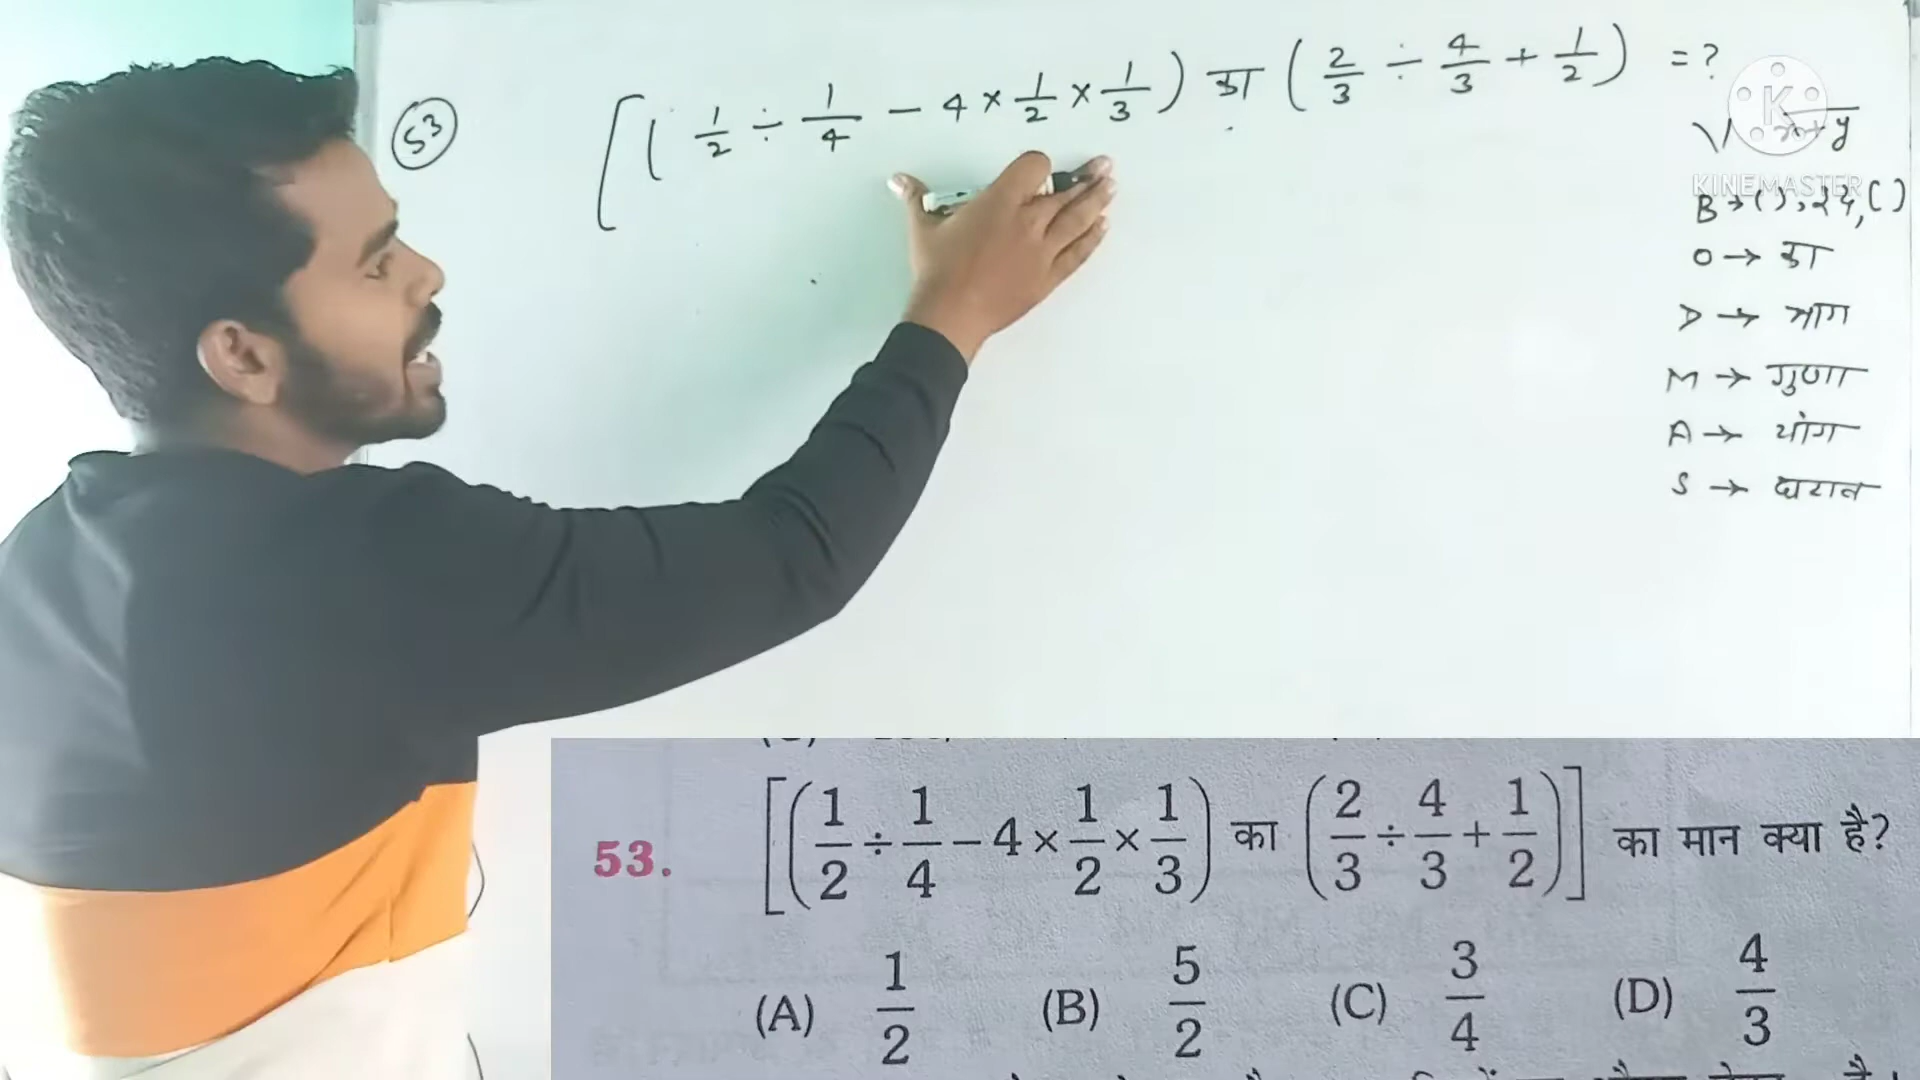 53 [( 1/2 ÷ 1/4 - 4 × 1/2 × 1/3 ) का ( 2/3 ÷ 4/3 + 1/2 ) = ?
KINEMASTER
B → ( ), { }, [ ]
O → का
D → भाग
M → गुणा
A → योग
S → घटाव
53. [( 1/2 ÷ 1/4 − 4 × 1/2 × 1/3 ) का ( 2/3 ÷ 4/3 + 1/2 )] का मान क्या है?
(A) 1/2 (B) 5/2 (C) 3/4 (D) 4/3